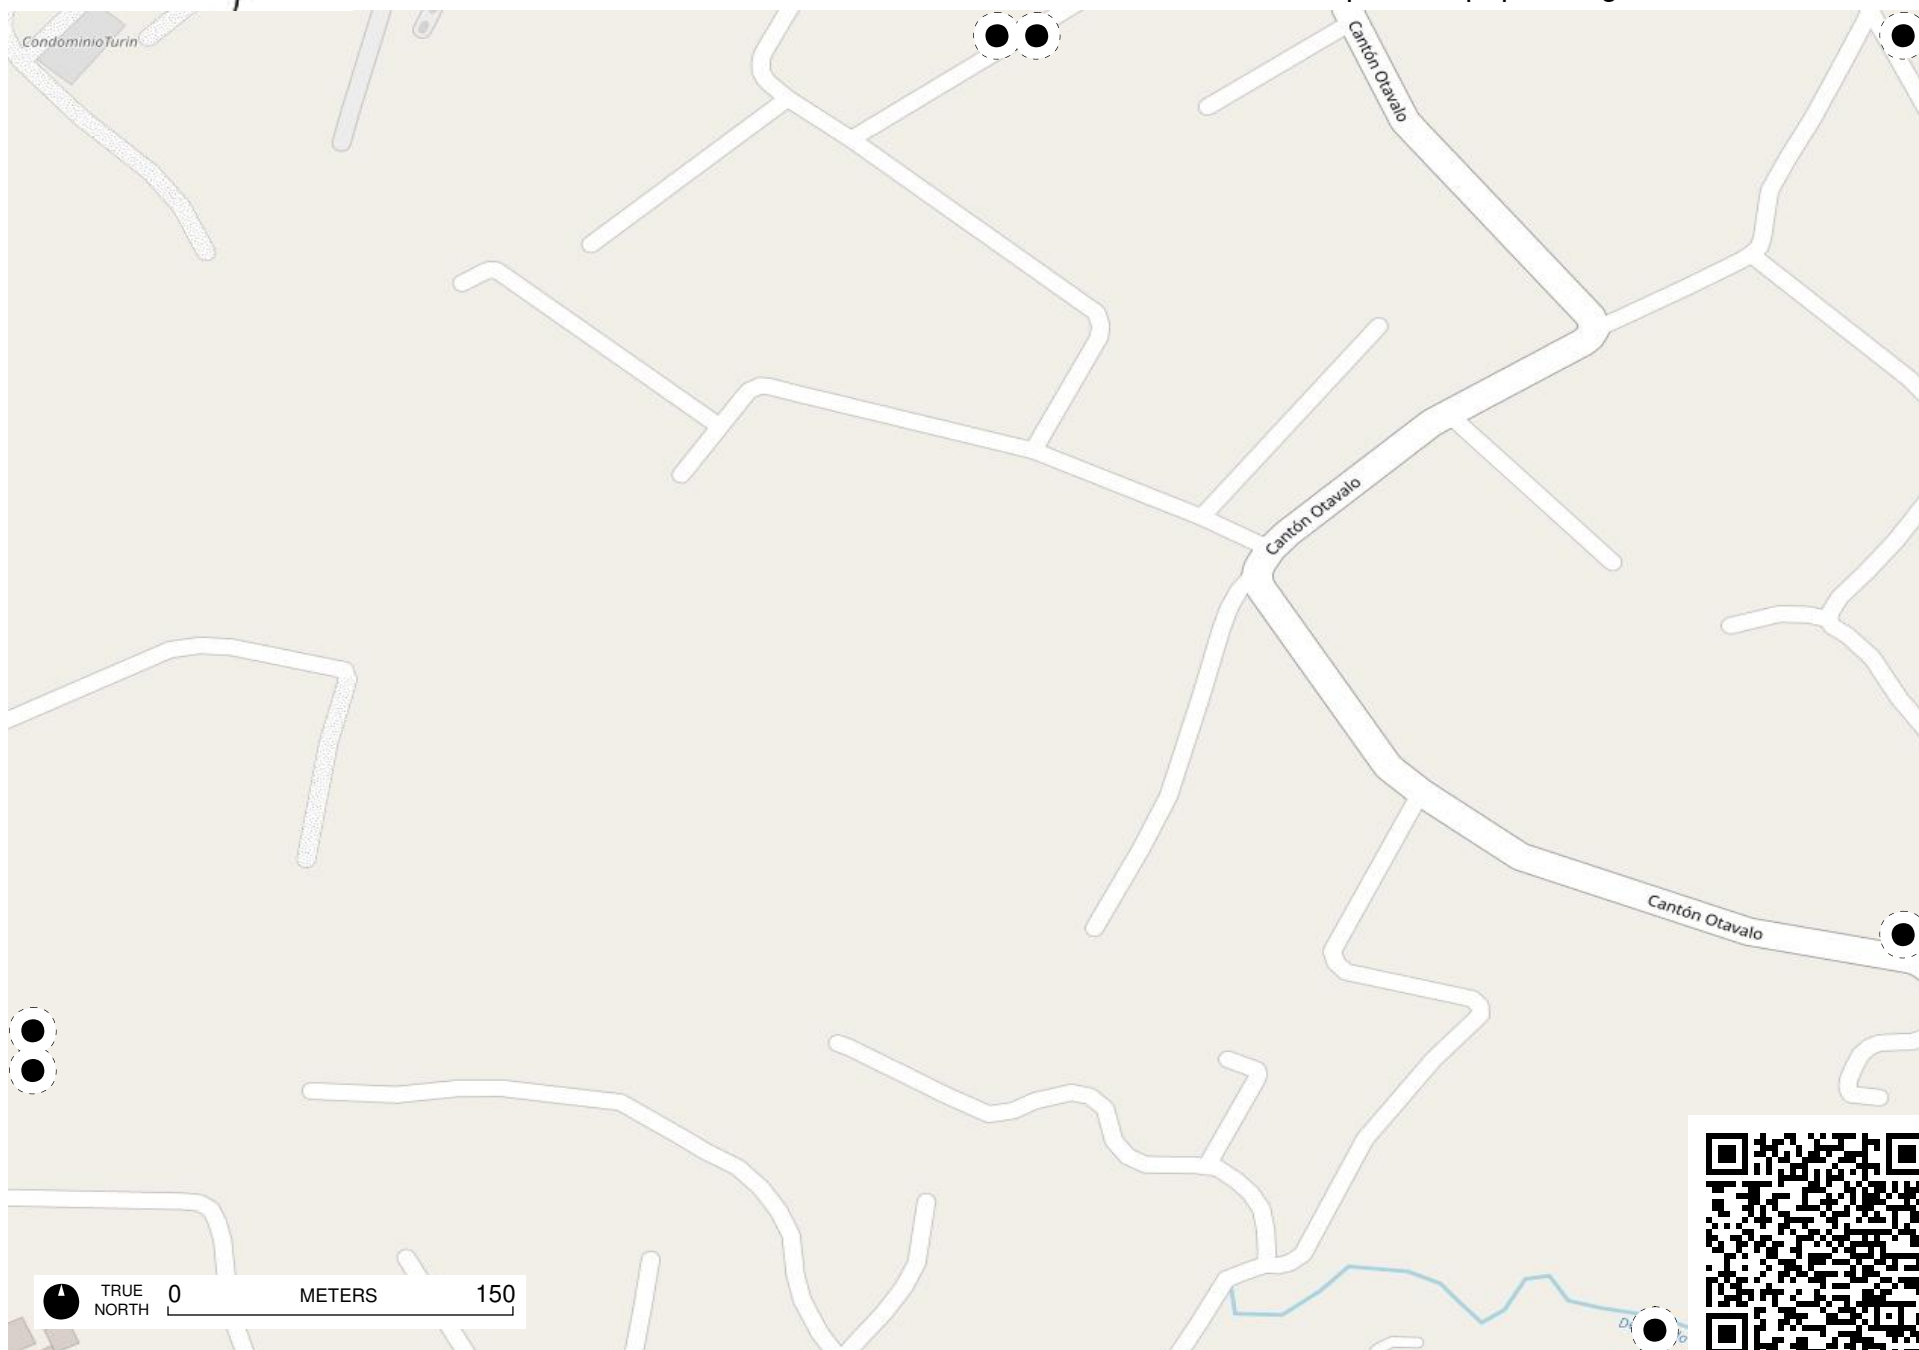 CondominioTurin
Cantón Otavalo
Cantón Otavalo
Cantón Otavalo
TRUE
NORTH
0 METERS 150